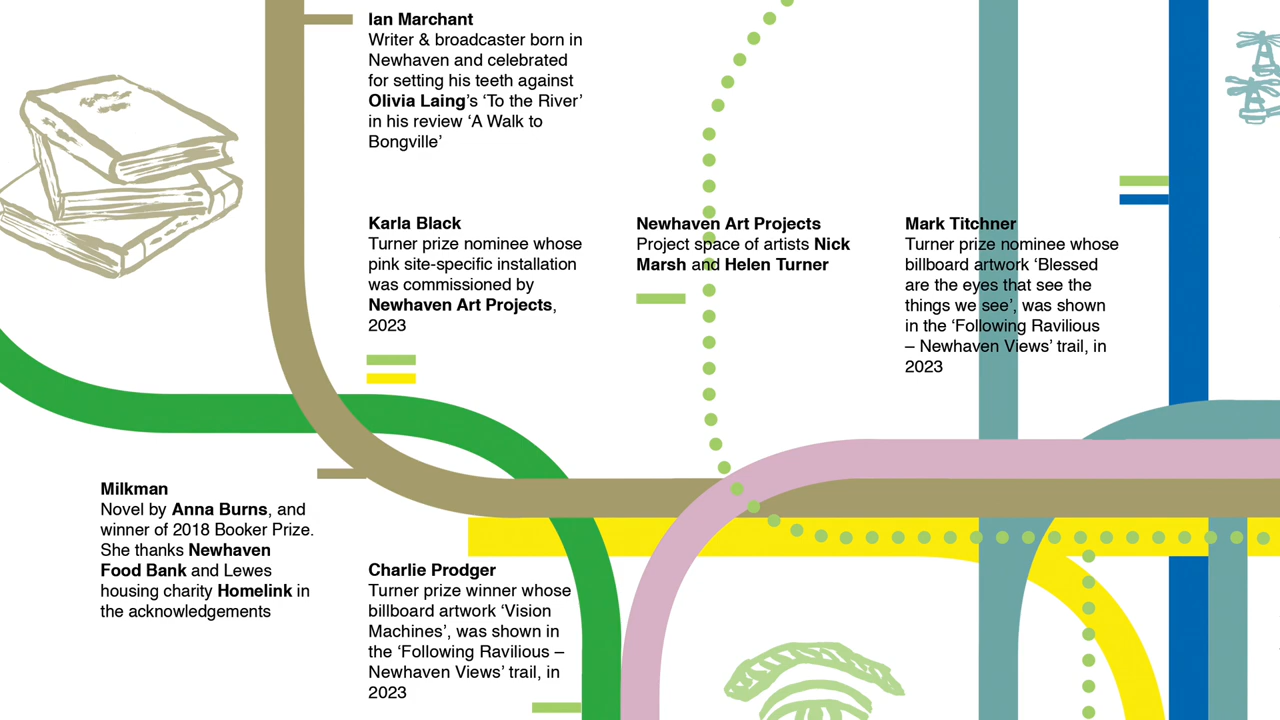 Ian Marchant
Writer & broadcaster born in
Newhaven and celebrated
for setting his teeth against
Olivia Laing’s ‘To the River’
in his review ‘A Walk to
Bongville’
Karla Black
Turner prize nominee whose
pink site-specific installation
was commissioned by
Newhaven Art Projects,
2023
Newhaven Art Projects
Project space of artists Nick
Marsh and Helen Turner
Mark Titchner
Turner prize nominee whose
billboard artwork ‘Blessed
are the eyes that see the
things we see’, was shown
in the ‘Following Ravilious
– Newhaven Views’ trail, in
2023
Milkman
Novel by Anna Burns, and
winner of 2018 Booker Prize.
She thanks Newhaven
Food Bank and Lewes
housing charity Homelink in
the acknowledgements
Charlie Prodger
Turner prize winner whose
billboard artwork ‘Vision
Machines’, was shown in
the ‘Following Ravilious –
Newhaven Views’ trail, in
2023